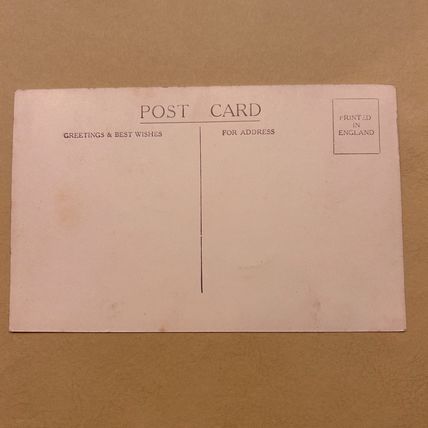 POST CARD
GREETINGS & BEST WISHES
FOR ADDRESS
PRINTED
IN
ENGLAND